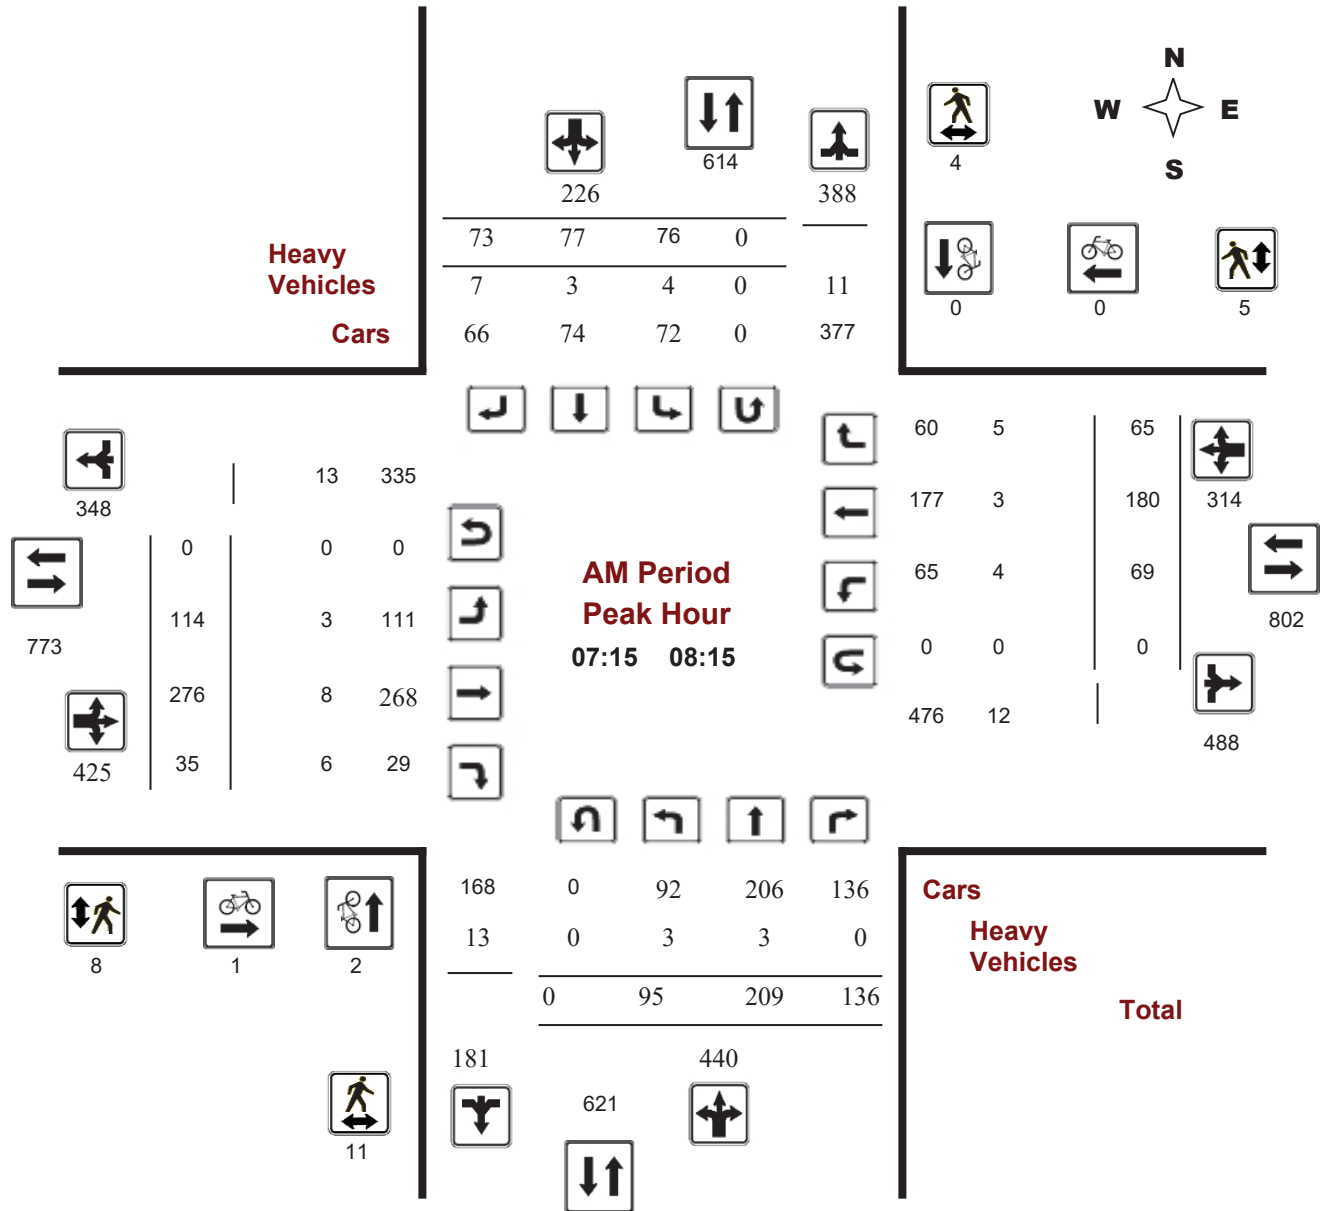 N
W E
S
614
4
226 388
73 77 76 0
Heavy
Vehicles
7 3 4 0 11
Cars
66 74 72 0 377
0 0 5
60 5 65
348
13 335
177 3 180 314
0 0 0
AM Period
65 4 69
Peak Hour
114 3 111
802
773
07:15 08:15
0 0 0
276 8 268
476 12
488
425 35 6 29
168 0 92 206 136
Cars
13 0 3 3 0
Heavy
Vehicles
8 1 2
0 95 209 136
Total
181 440
621
11